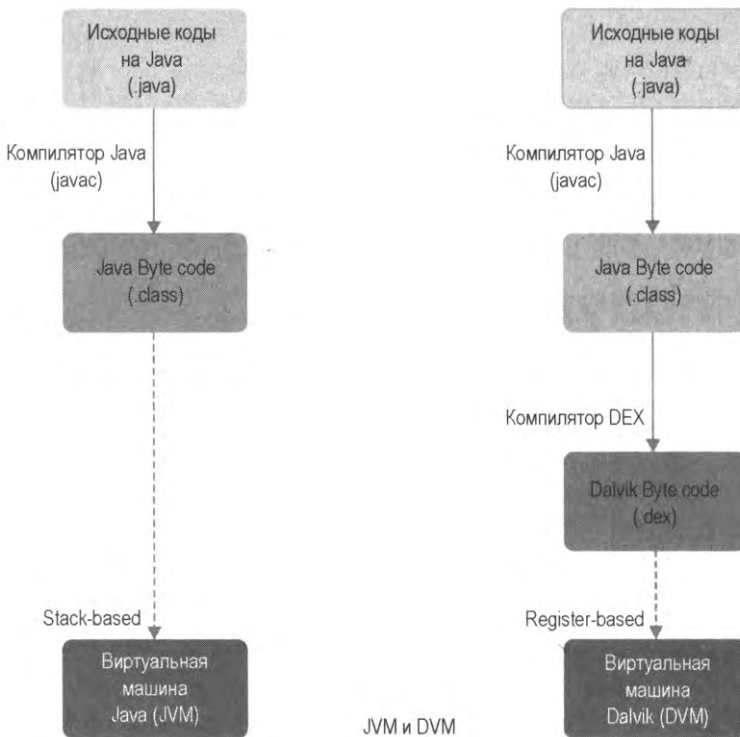 Исходные коды
на Java
(.java)
Компилятор Java
(javac)
Java Byte code
(.class)
Stack-based
Виртуальная
машина
Java (JVM)
Исходные коды
на Java
(.java)
Компилятор Java
(javac)
Java Byte code
(.class)
Компилятор DEX
Dalvik Byte code
(.dex)
Register-based
Виртуальная
машина
Dalvik (DVM)
JVM и DVM